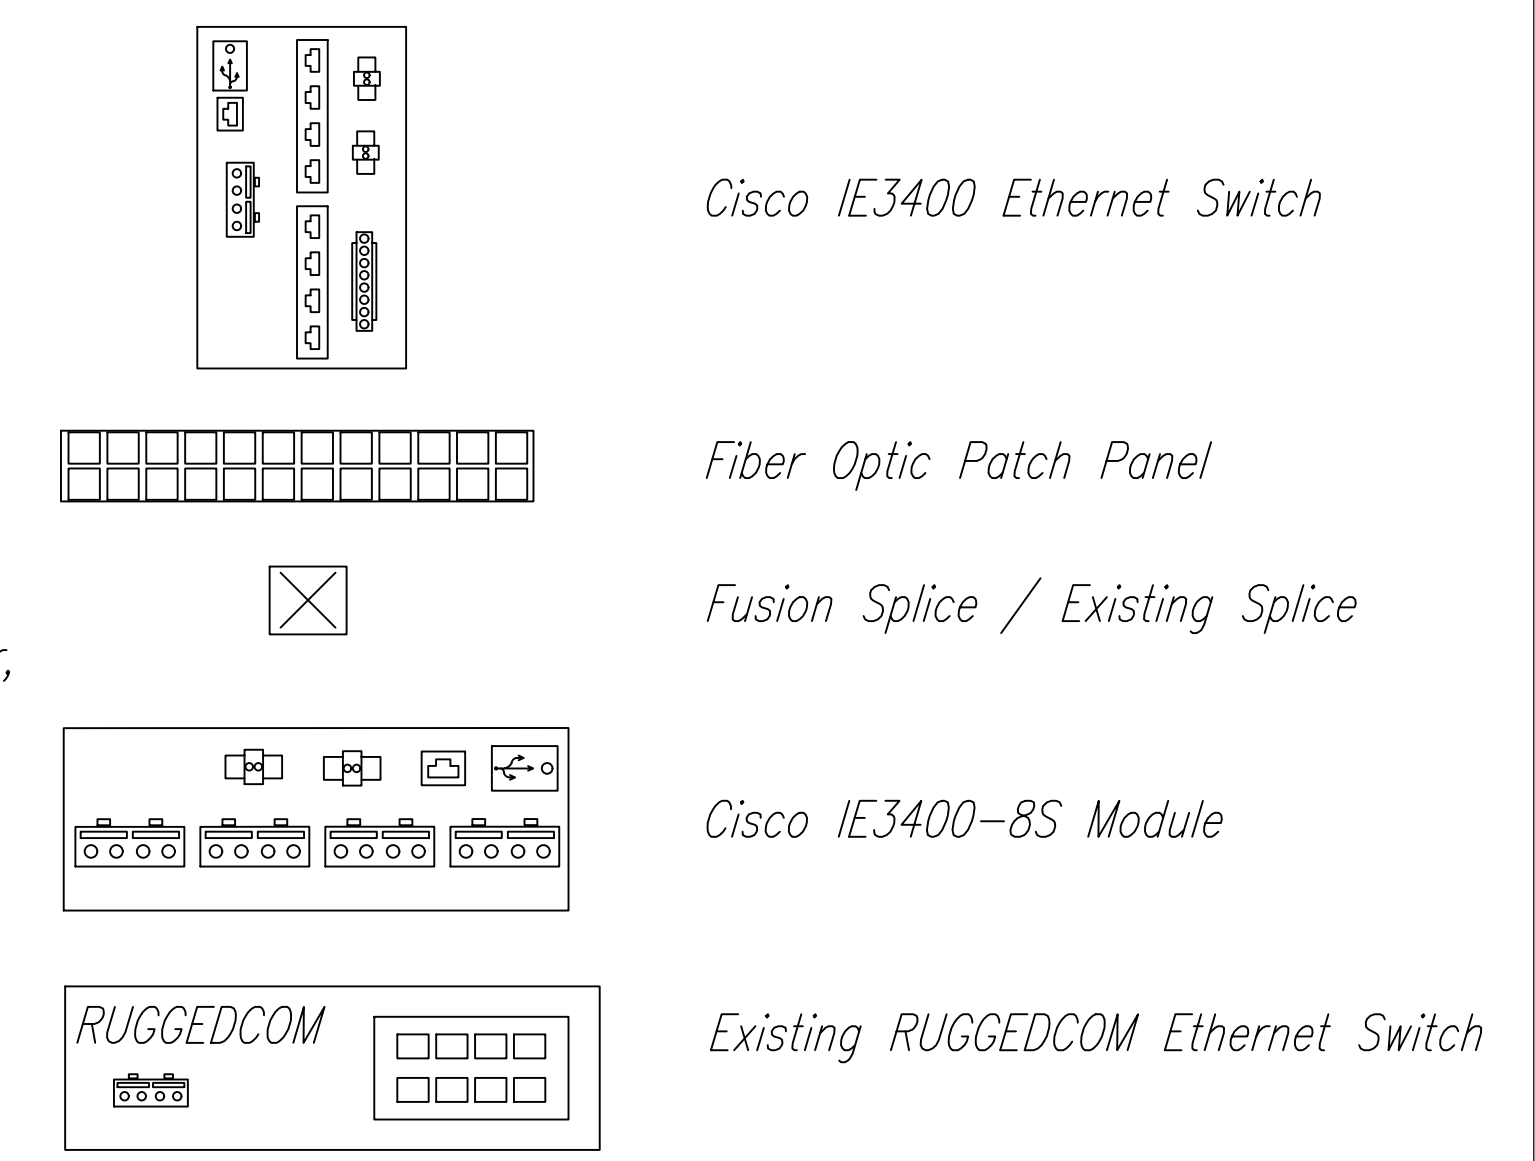 Cisco IE3400 Ethernet Switch
Fiber Optic Patch Panel
Fusion Splice / Existing Splice
Cisco IE3400-8S Module
RUGGEDCOM
Existing RUGGEDCOM Ethernet Switch